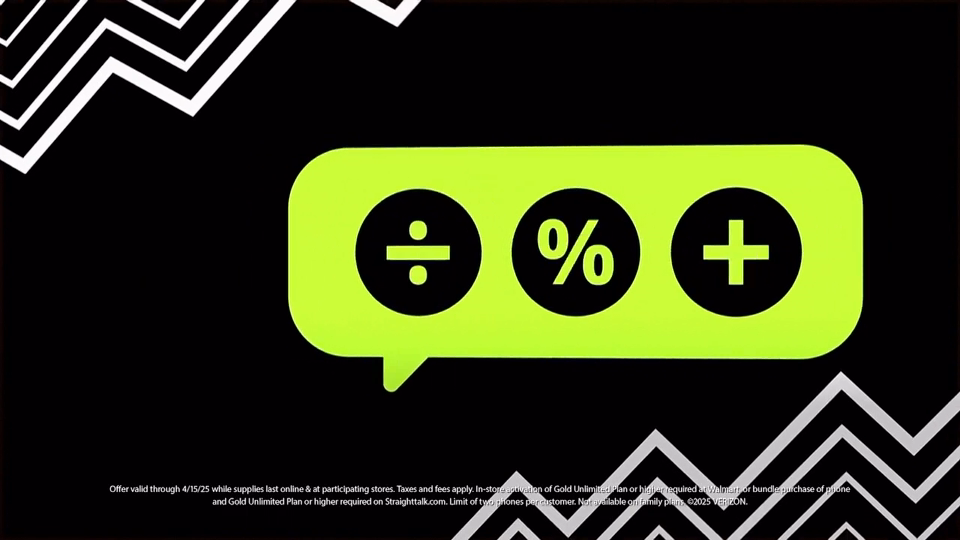 ÷ % +
Offer valid through 4/15/25 while supplies last online & at participating stores. Taxes and fees apply. In-store activation of Gold Unlimited Plan or higher required at Walmart or bundle purchase of phone
and Gold Unlimited Plan or higher required on Straighttalk.com. Limit of two phones per customer. Not available on family plans. ©2025 VERIZON.